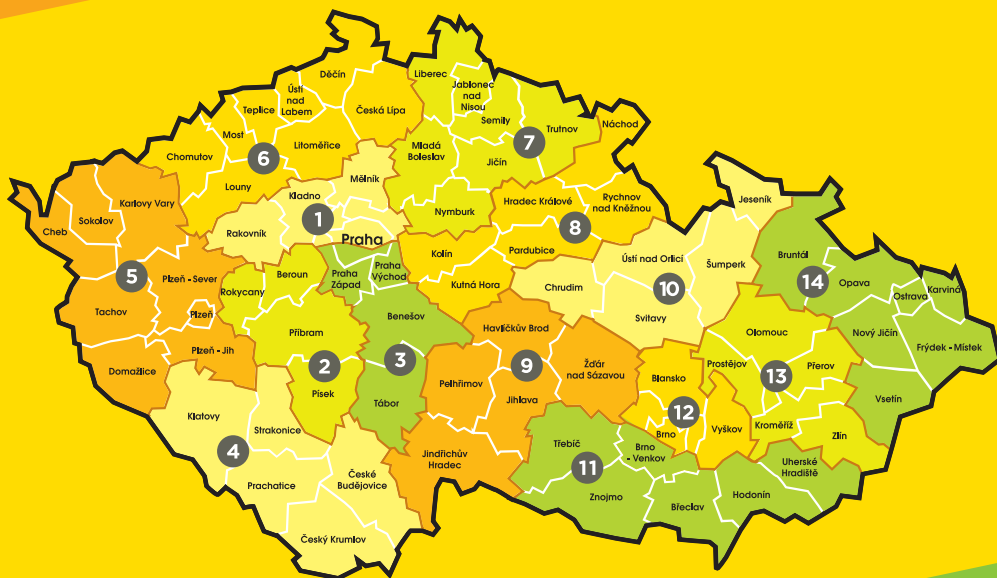 Děčín
Liberec
Ústí
nad
Labem
Jablonec
nad
Nisou
Teplice
Česká Lípa
Semily
Trutnov
Náchod
Most
Litoměřice
Mladá
Boleslav
7
Chomutov
6
Jičín
Mělník
Louny
Kladno
Karlovy Vary
Nymburk
Hradec Králové
Rychnov
nad Kněžnou
Jeseník
Sokolov
Cheb
Rakovník
1
Praha
8
Kolín
Pardubice
Bruntál
Ústí nad Orlicí
Šumperk
5
Plzeň - Sever
Beroun
Praha
Západ
Praha
Východ
Rokycany
Kutná Hora
Chrudim
10
14
Opava
Karviná
Ostrava
Tachov
Plzeň
Benešov
Svitavy
Příbram
Havlíčkův Brod
Olomouc
Nový Jičín
Frýdek - Místek
Plzeň - Jih
Domažlice
2
3
9
Žďár
nad Sázavou
Prostějov
Přerov
13
Blansko
Pelhřimov
Písek
Jihlava
Tábor
Vsetín
Klatovy
12
Kroměříž
Zlín
Strakonice
Brno
Vyškov
4
Jindřichův
Hradec
Třebíč
Brno
- Venkov
Uherské
Hradiště
11
České
Budějovice
Prachatice
Znojmo
Hodonín
Břeclav
Český Krumlov